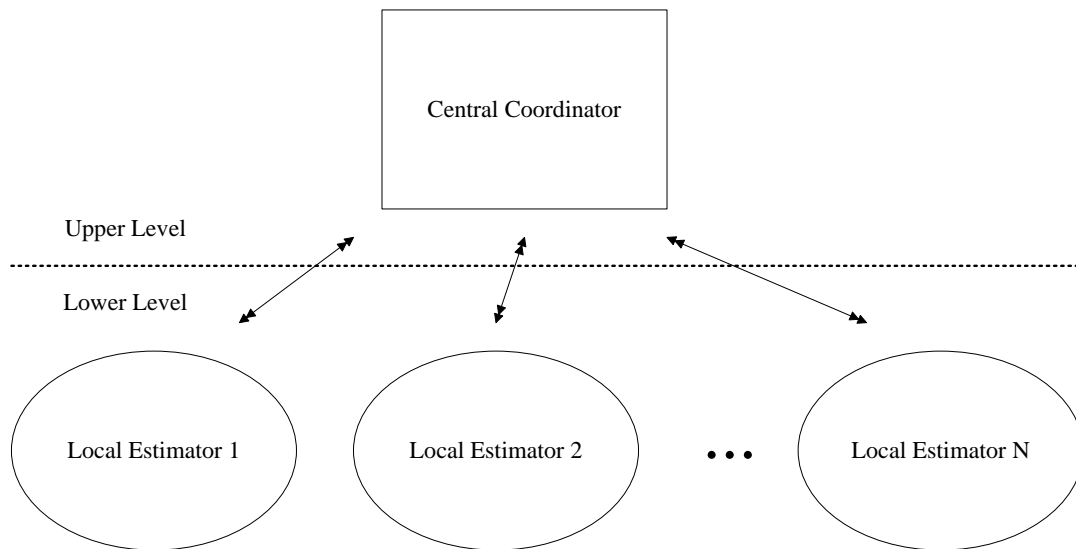 Central Coordinator
Upper Level
Lower Level
Local Estimator 1
Local Estimator 2
Local Estimator N